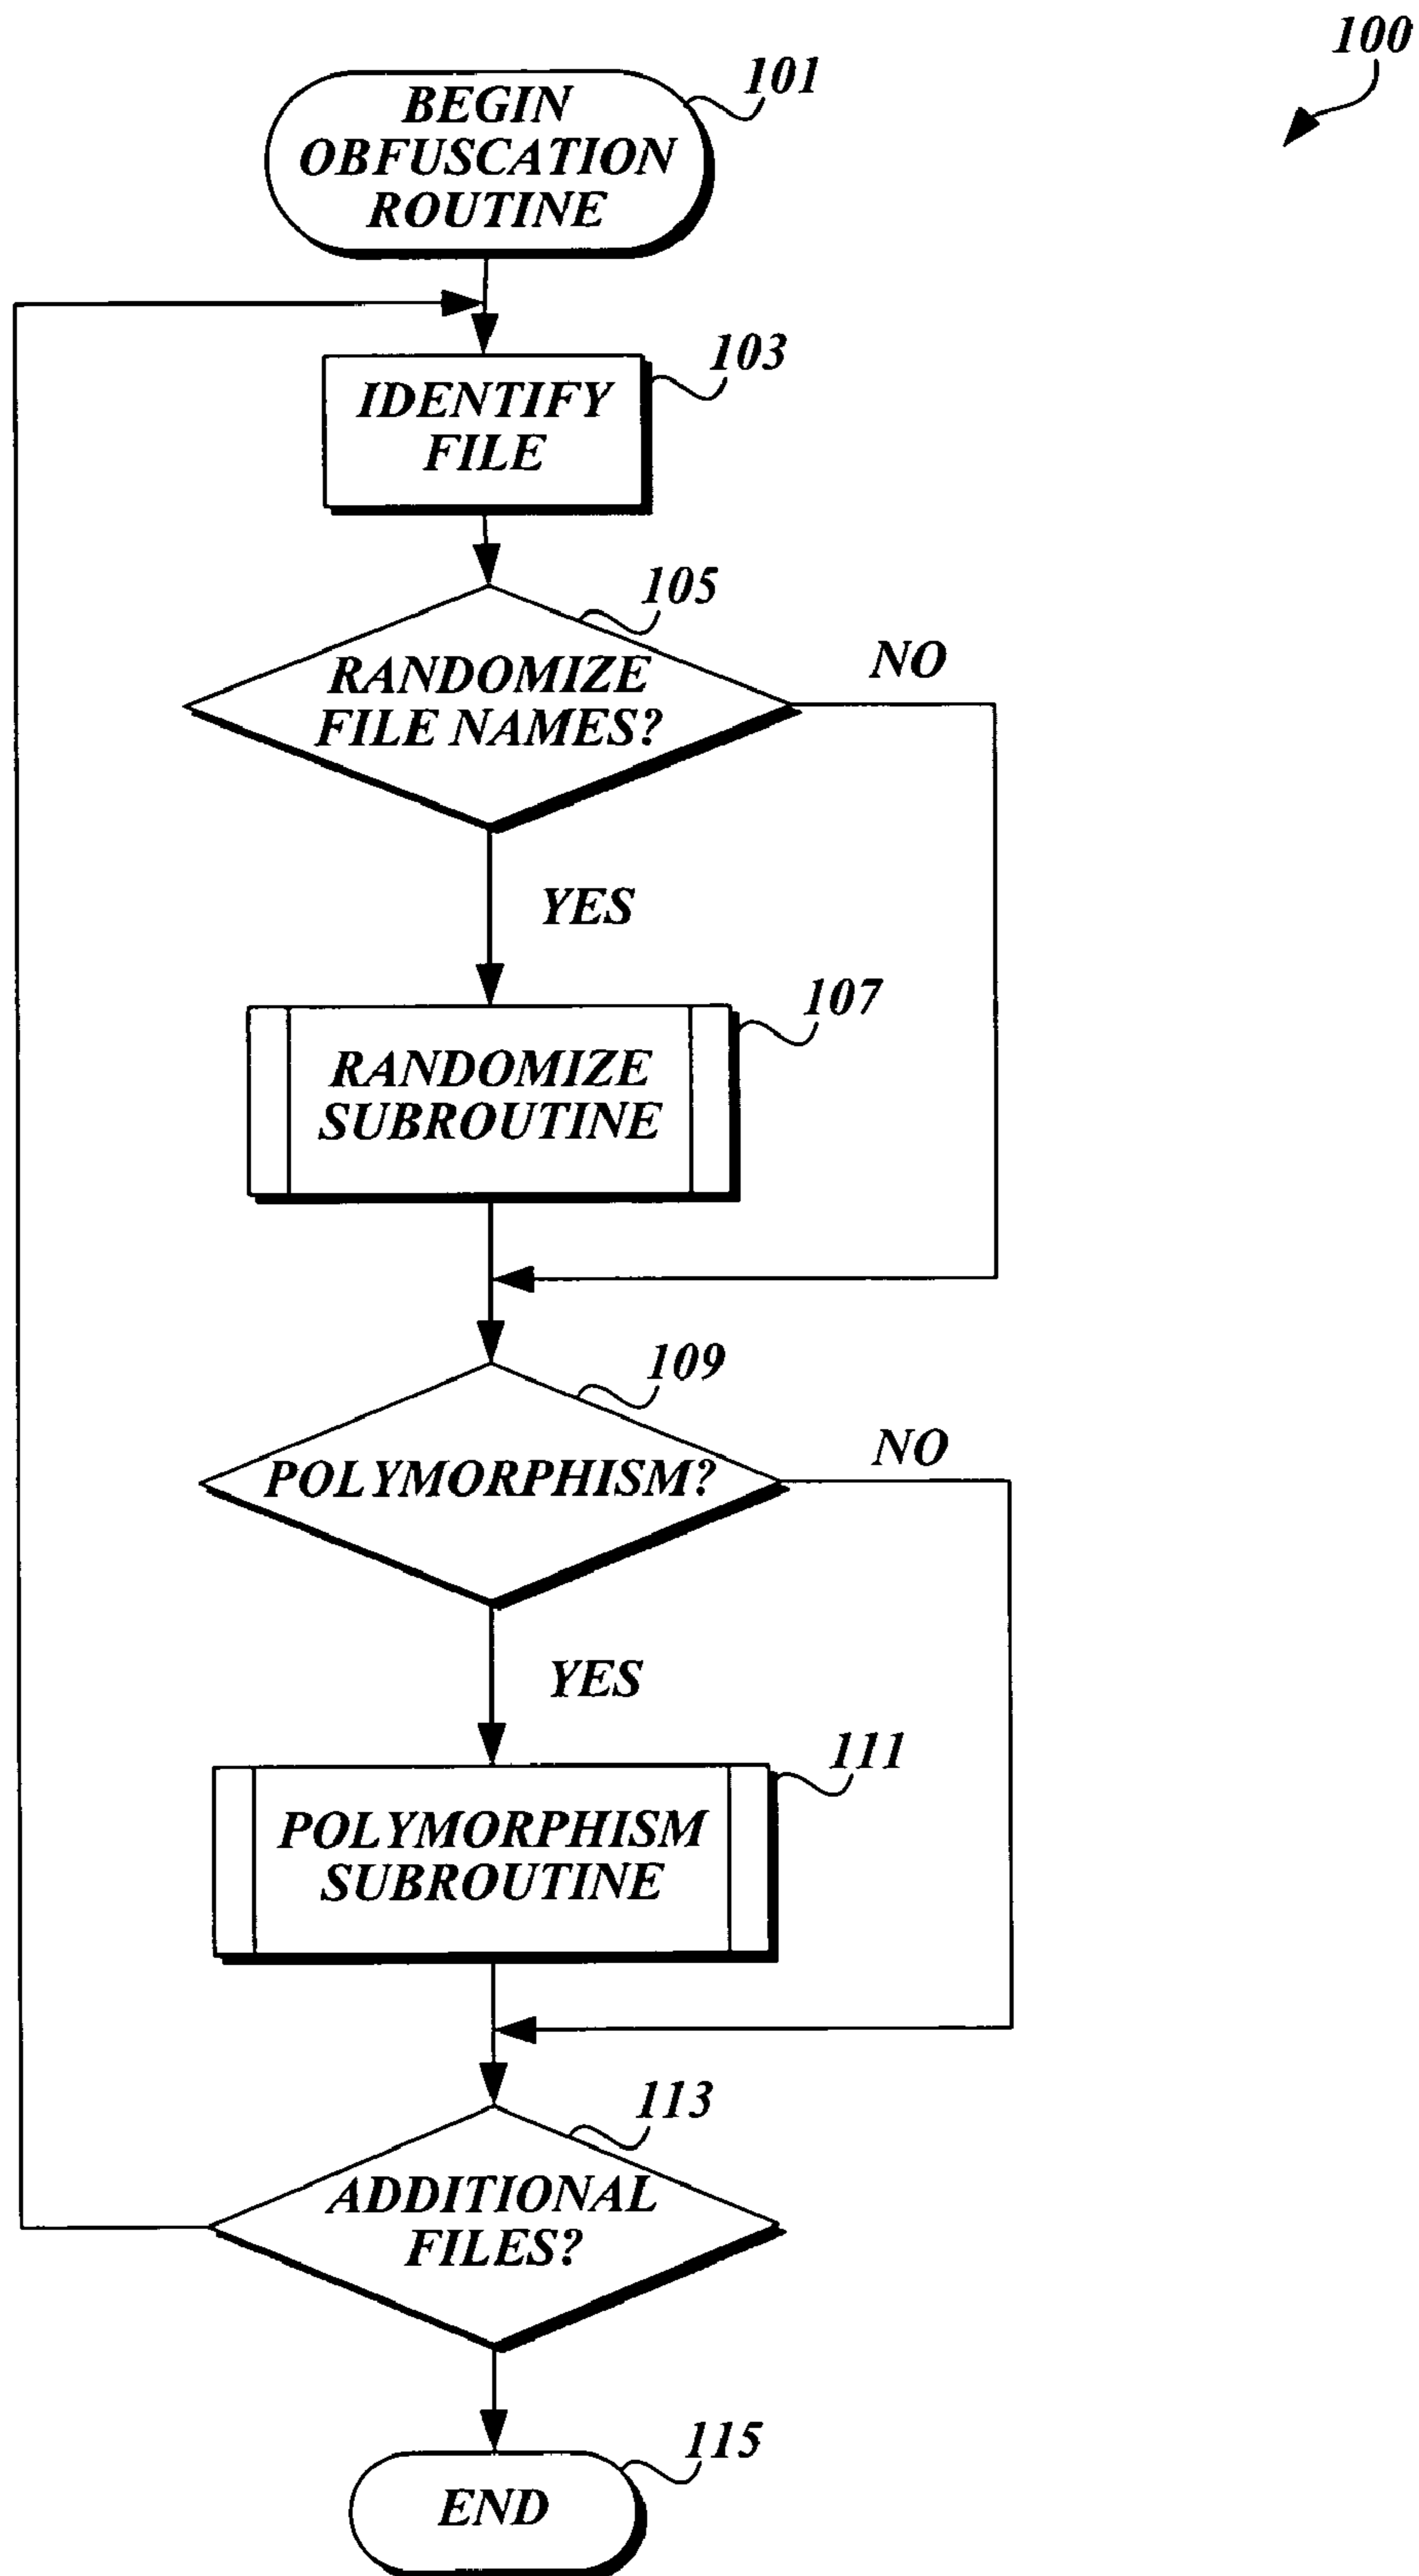 100
101
BEGIN
OBFUSCATION
ROUTINE
103
IDENTIFY
FILE
105
RANDOMIZE
FILE NAMES?
NO
YES
107
RANDOMIZE
SUBROUTINE
109
POLYMORPHISM?
NO
YES
111
POLYMORPHISM
SUBROUTINE
113
ADDITIONAL
FILES?
115
END